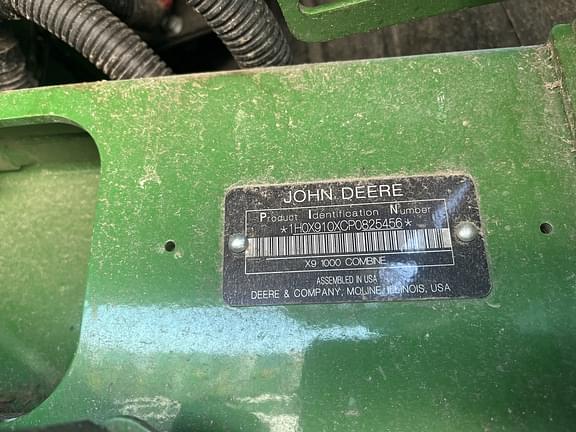 JOHN DEERE
Product Identification Number
*1H0X910XCP0825456*
X9 1000 COMBINE
ASSEMBLED IN USA
DEERE & COMPANY, MOLINE, ILLINOIS, USA